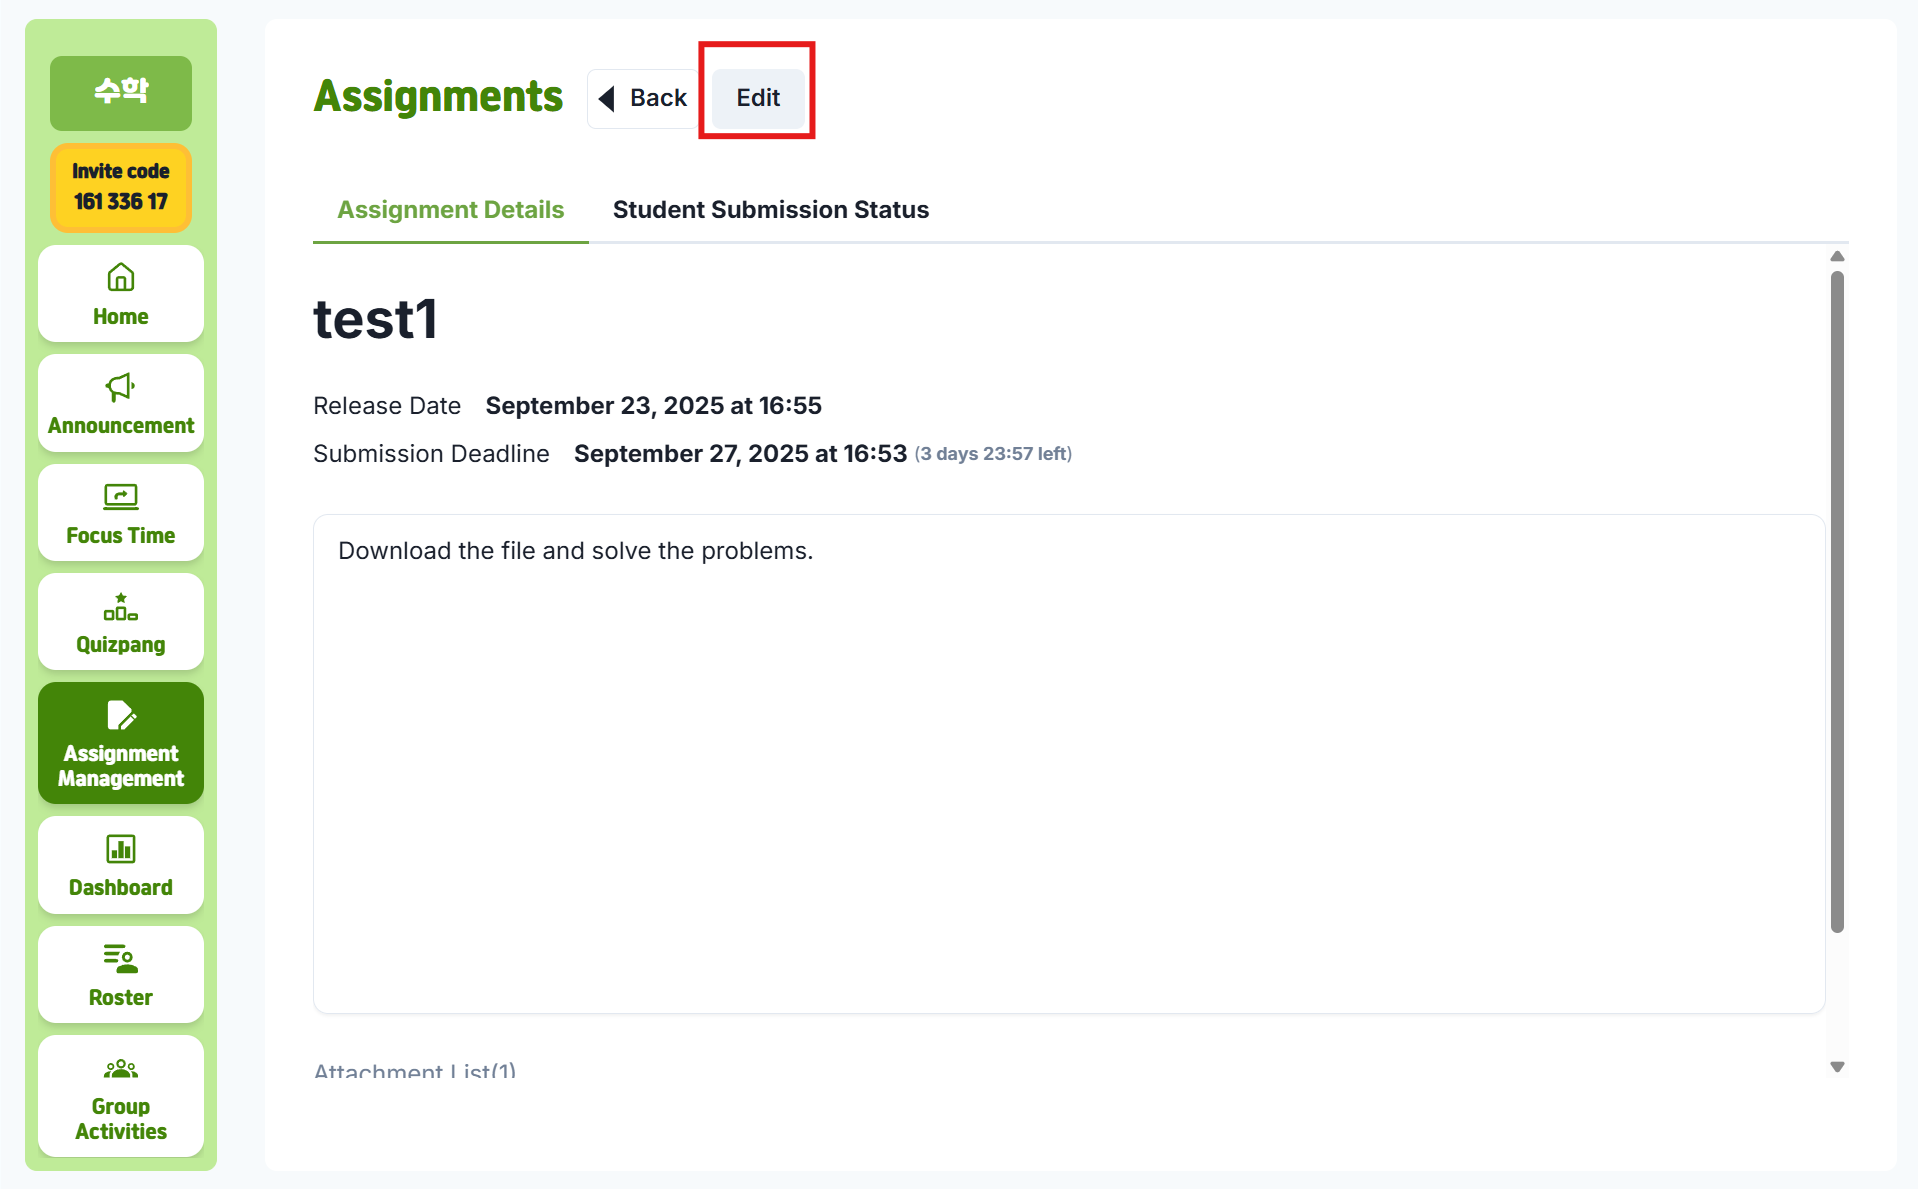 수학
Invite code
161 336 17
Home
Announcement
Focus Time
Quizpang
Assignment
Management
Dashboard
Roster
Group
Activities
Assignments
Back
Edit
Assignment Details
Student Submission Status
test1
Release Date September 23, 2025 at 16:55
Submission Deadline September 27, 2025 at 16:53 (3 days 23:57 left)
Download the file and solve the problems.
Attachment List(1)